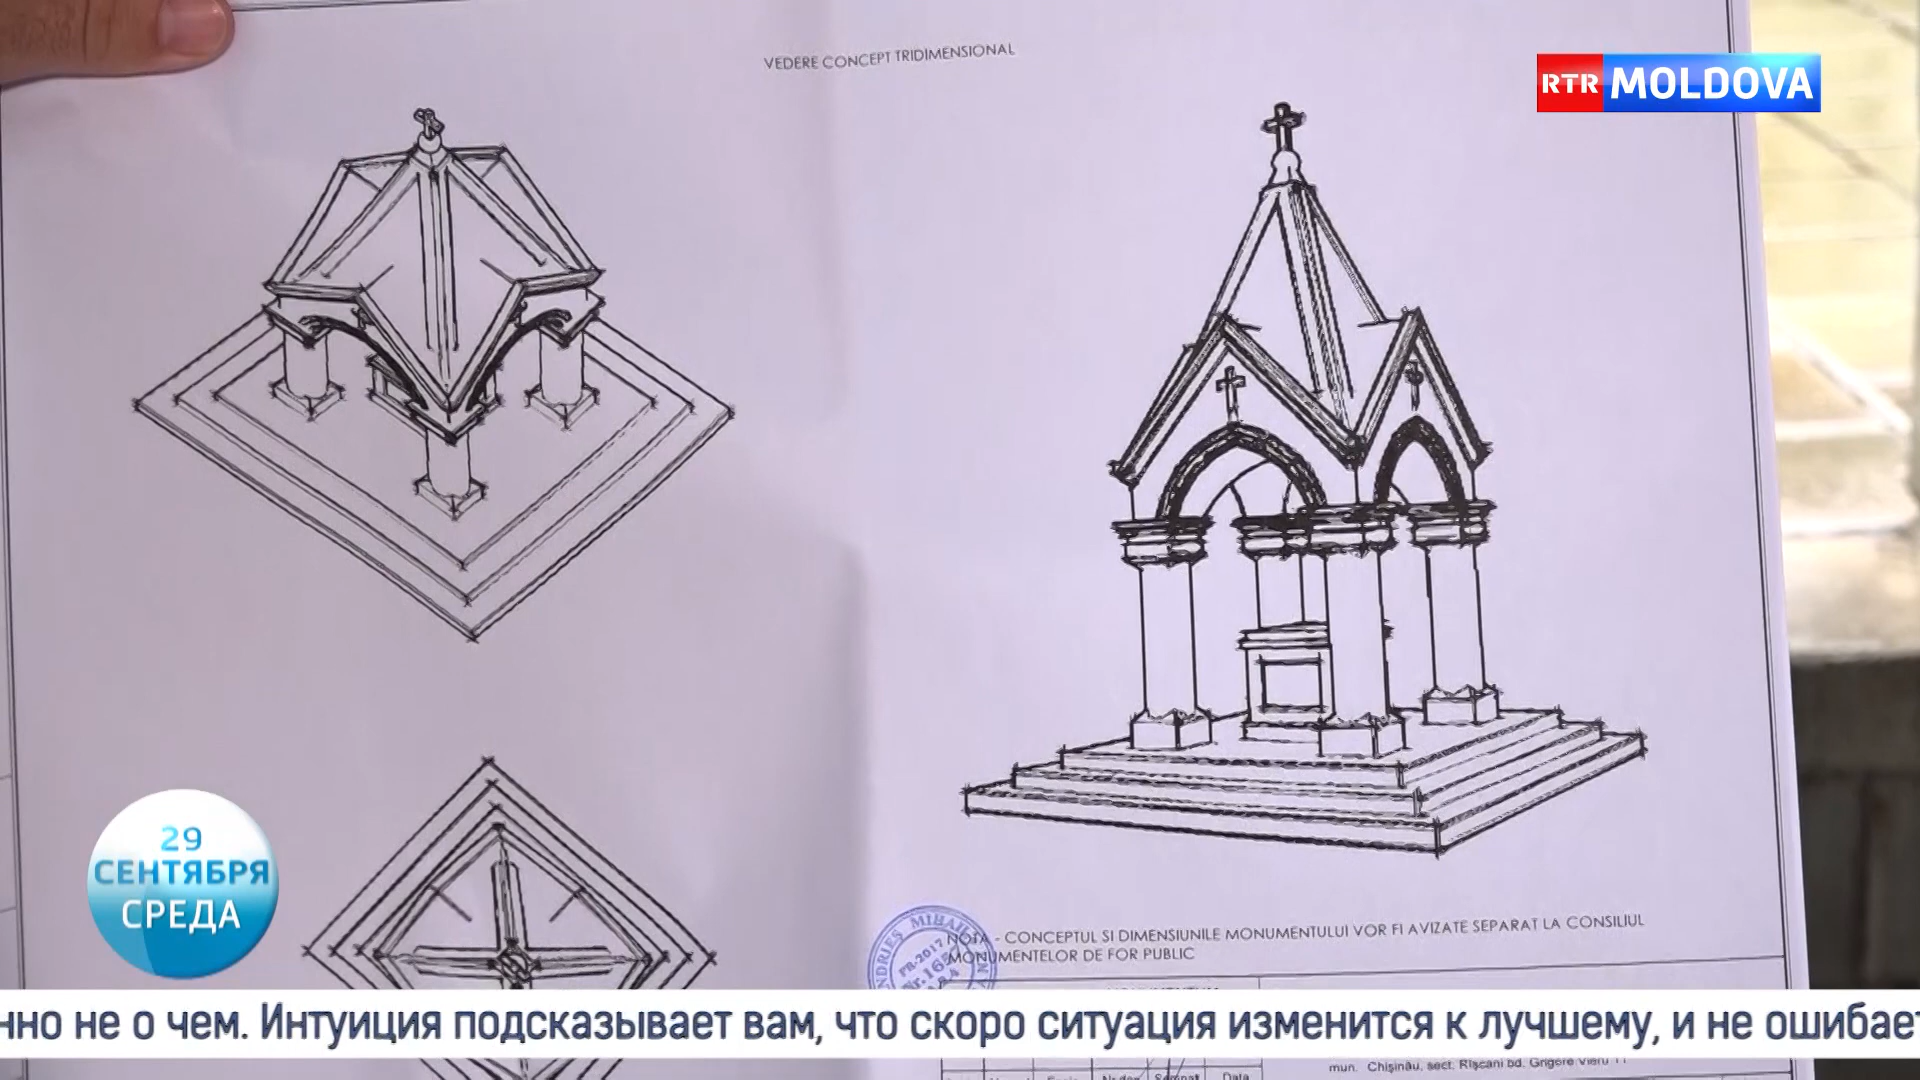 VEDERE CONCEPT TRIDIMENSIONAL
RTR MOLDOVA
29
СЕНТЯБРЯ
СРЕДА
NOTA - CONCEPTUL SI DIMENSIUNILE MONUMENTULUI VOR FI AVIZATE SEPARAT LA CONSILIUL
MONUMENTELOR DE FOR PUBLIC
не о чем. Интуиция подсказывает вам, что скоро ситуация изменится к лучшему, и не
mun. Chişinău, sect. Rîşcani bd. Grigore Vieru 11
Data